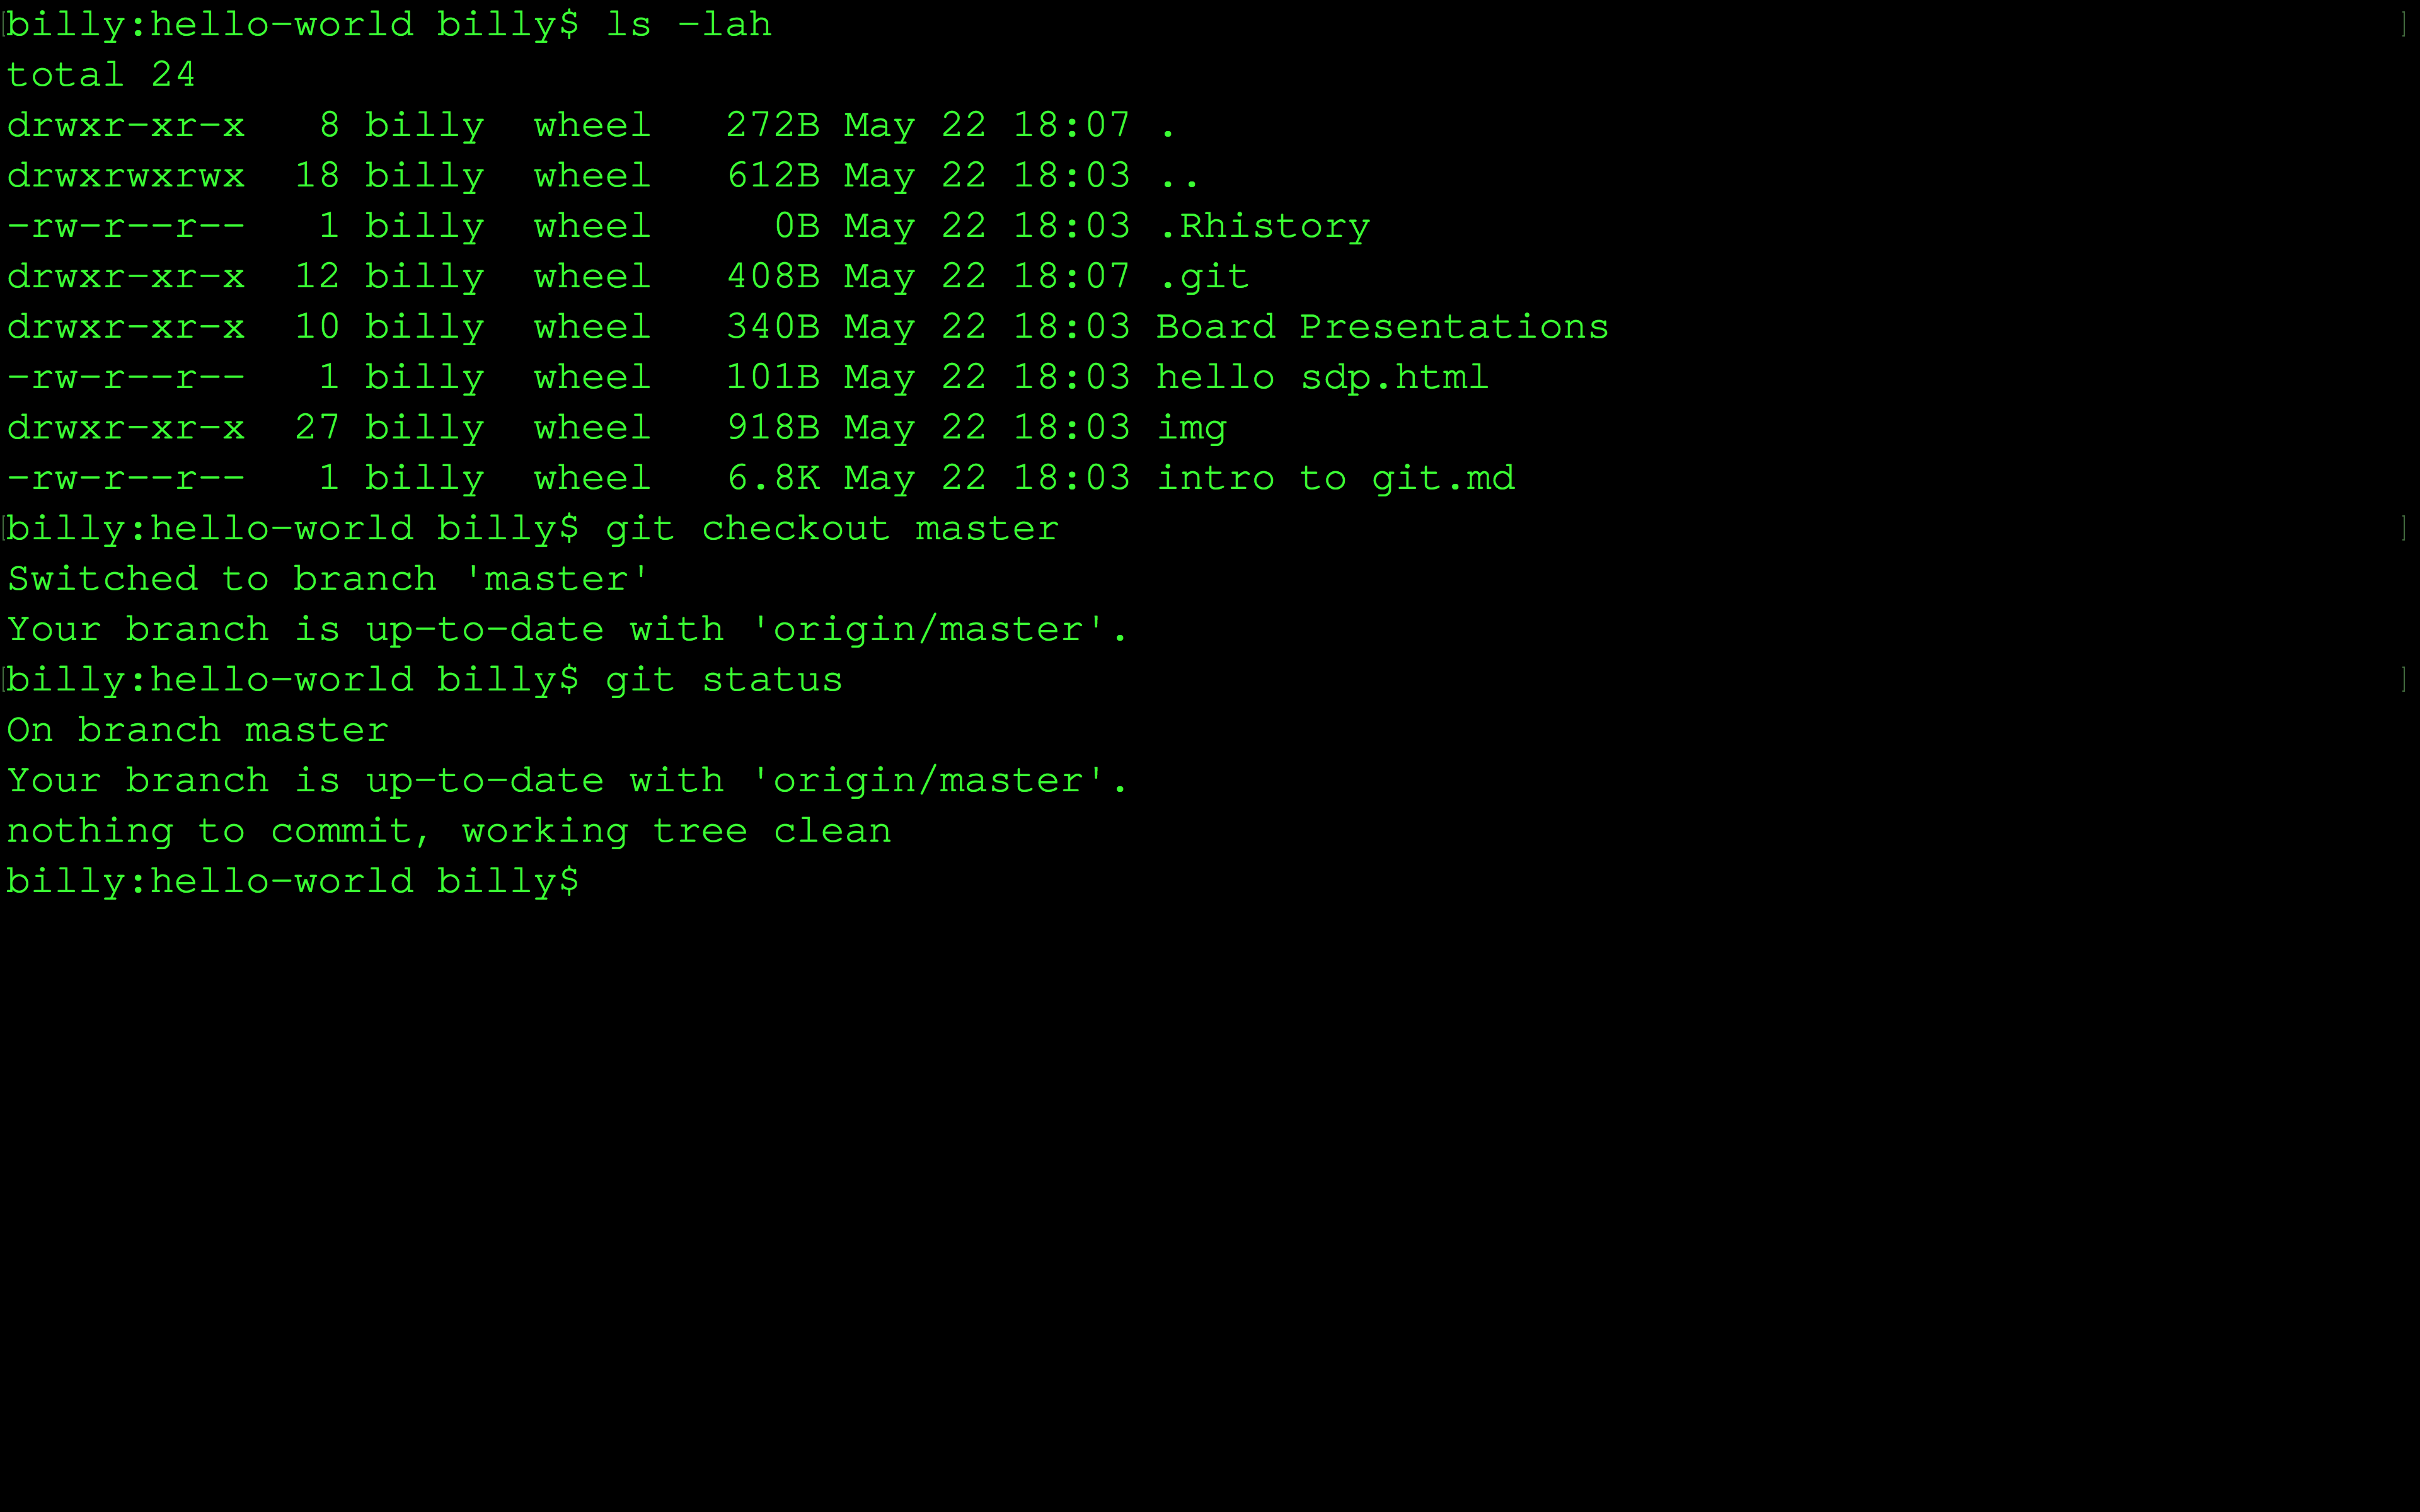 billy:hello-world billy$ ls -lah
total 24
drwxr-xr-x   8 billy  wheel   272B May 22 18:07 .
drwxrwxrwx  18 billy  wheel   612B May 22 18:03 ..
-rw-r--r--   1 billy  wheel     0B May 22 18:03 .Rhistory
drwxr-xr-x  12 billy  wheel   408B May 22 18:07 .git
drwxr-xr-x  10 billy  wheel   340B May 22 18:03 Board Presentations
-rw-r--r--   1 billy  wheel   101B May 22 18:03 hello sdp.html
drwxr-xr-x  27 billy  wheel   918B May 22 18:03 img
-rw-r--r--   1 billy  wheel   6.8K May 22 18:03 intro to git.md
billy:hello-world billy$ git checkout master
Switched to branch 'master'
Your branch is up-to-date with 'origin/master'.
billy:hello-world billy$ git status
On branch master
Your branch is up-to-date with 'origin/master'.
nothing to commit, working tree clean
billy:hello-world billy$